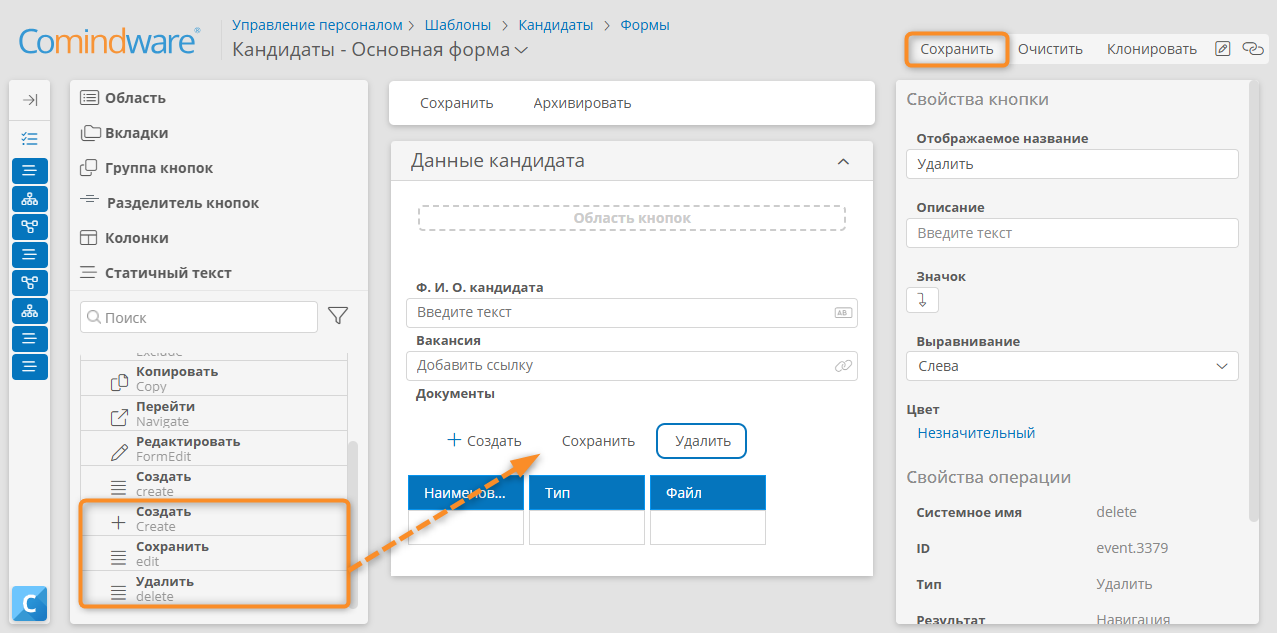 Comindware®
Управление персоналом > Шаблоны > Кандидаты > Формы
Кандидаты - Основная форма
Сохранить Очистить Клонировать
Область
Вкладки
Группа кнопок
Разделитель кнопок
Колонки
Статичный текст
Поиск
Exclude
Копировать
Copy
Перейти
Navigate
Редактировать
FormEdit
Создать
create
Создать
Create
Сохранить
edit
Удалить
delete
C
Сохранить Архивировать
Данные кандидата
Область кнопок
Ф. И. О. кандидата
Введите текст AB
Вакансия
Добавить ссылку
Документы
Создать Сохранить Удалить
Наименов... Тип Файл
Свойства кнопки
Отображаемое название
Удалить
Описание
Введите текст
Значок
Выравнивание
Слева
Цвет
Незначительный
Свойства операции
Системное имя delete
ID event.3379
Тип Удалить
Результат Навигация